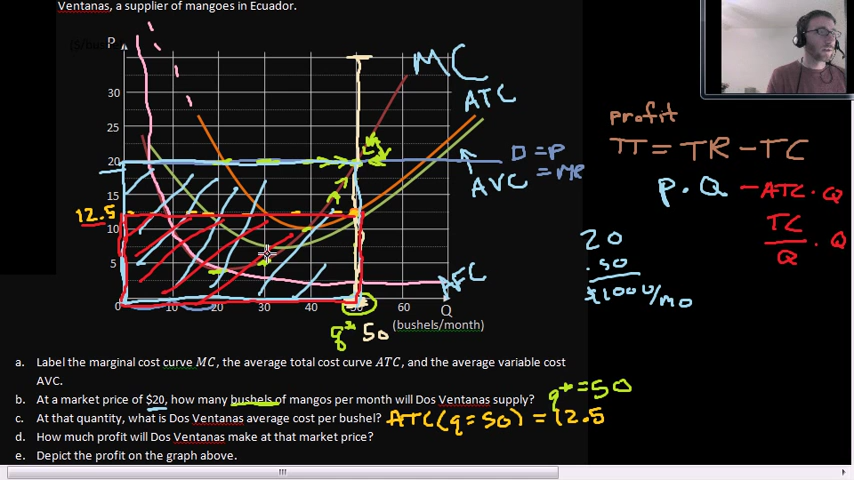 Ventanas, a supplier of mangoes in Ecuador.
P
MC
ATC
profit
30
π = TR − TC
25
20
D = P
= MR
AVC
P · Q − ATC · Q
15
12.5
TC
Q · Q
10
20
.50
$1000/mo
5
AFC
0 10 20 30 40 50 60 Q
(bushels/month)
q* 50
a. Label the marginal cost curve MC, the average total cost curve ATC, and the average variable cost
AVC.
b. At a market price of $20, how many bushels of mangos per month will Dos Ventanas supply? q* = 50
c. At that quantity, what is Dos Ventanas average cost per bushel? ATC(q = 50) = 12.5
d. How much profit will Dos Ventanas make at that market price?
e. Depict the profit on the graph above.